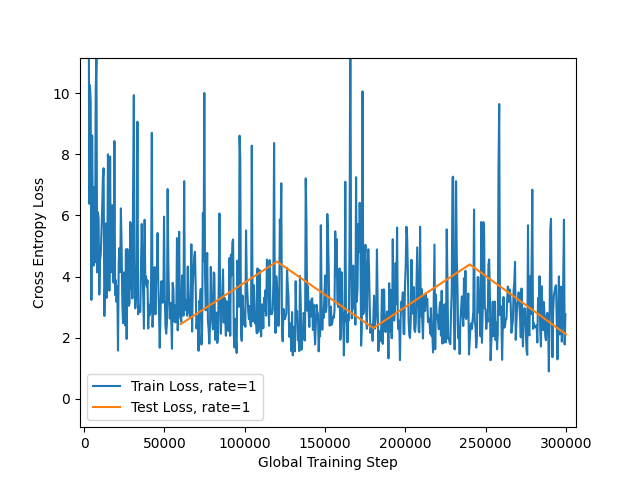 10
8
6
4
2
0
Cross Entropy Loss
Train Loss, rate=1
Test Loss, rate=1
0 50000 100000 150000 200000 250000 300000
Global Training Step